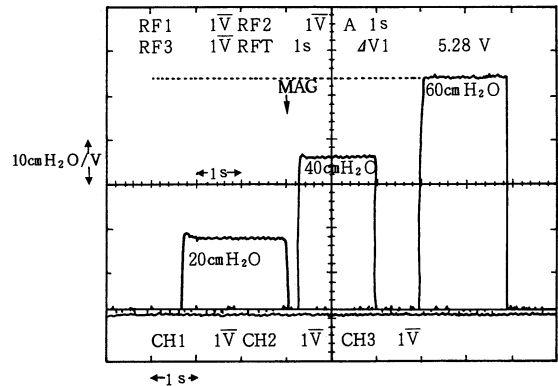 RF1 1V RF2 1V A 1s
RF3 1V RFT 1s ΔV1 5.28 V
MAG
60cmH₂O
10cmH₂O/V
1s
40cmH₂O
20cmH₂O
CH1 1V CH2 1V CH3 1V
1s